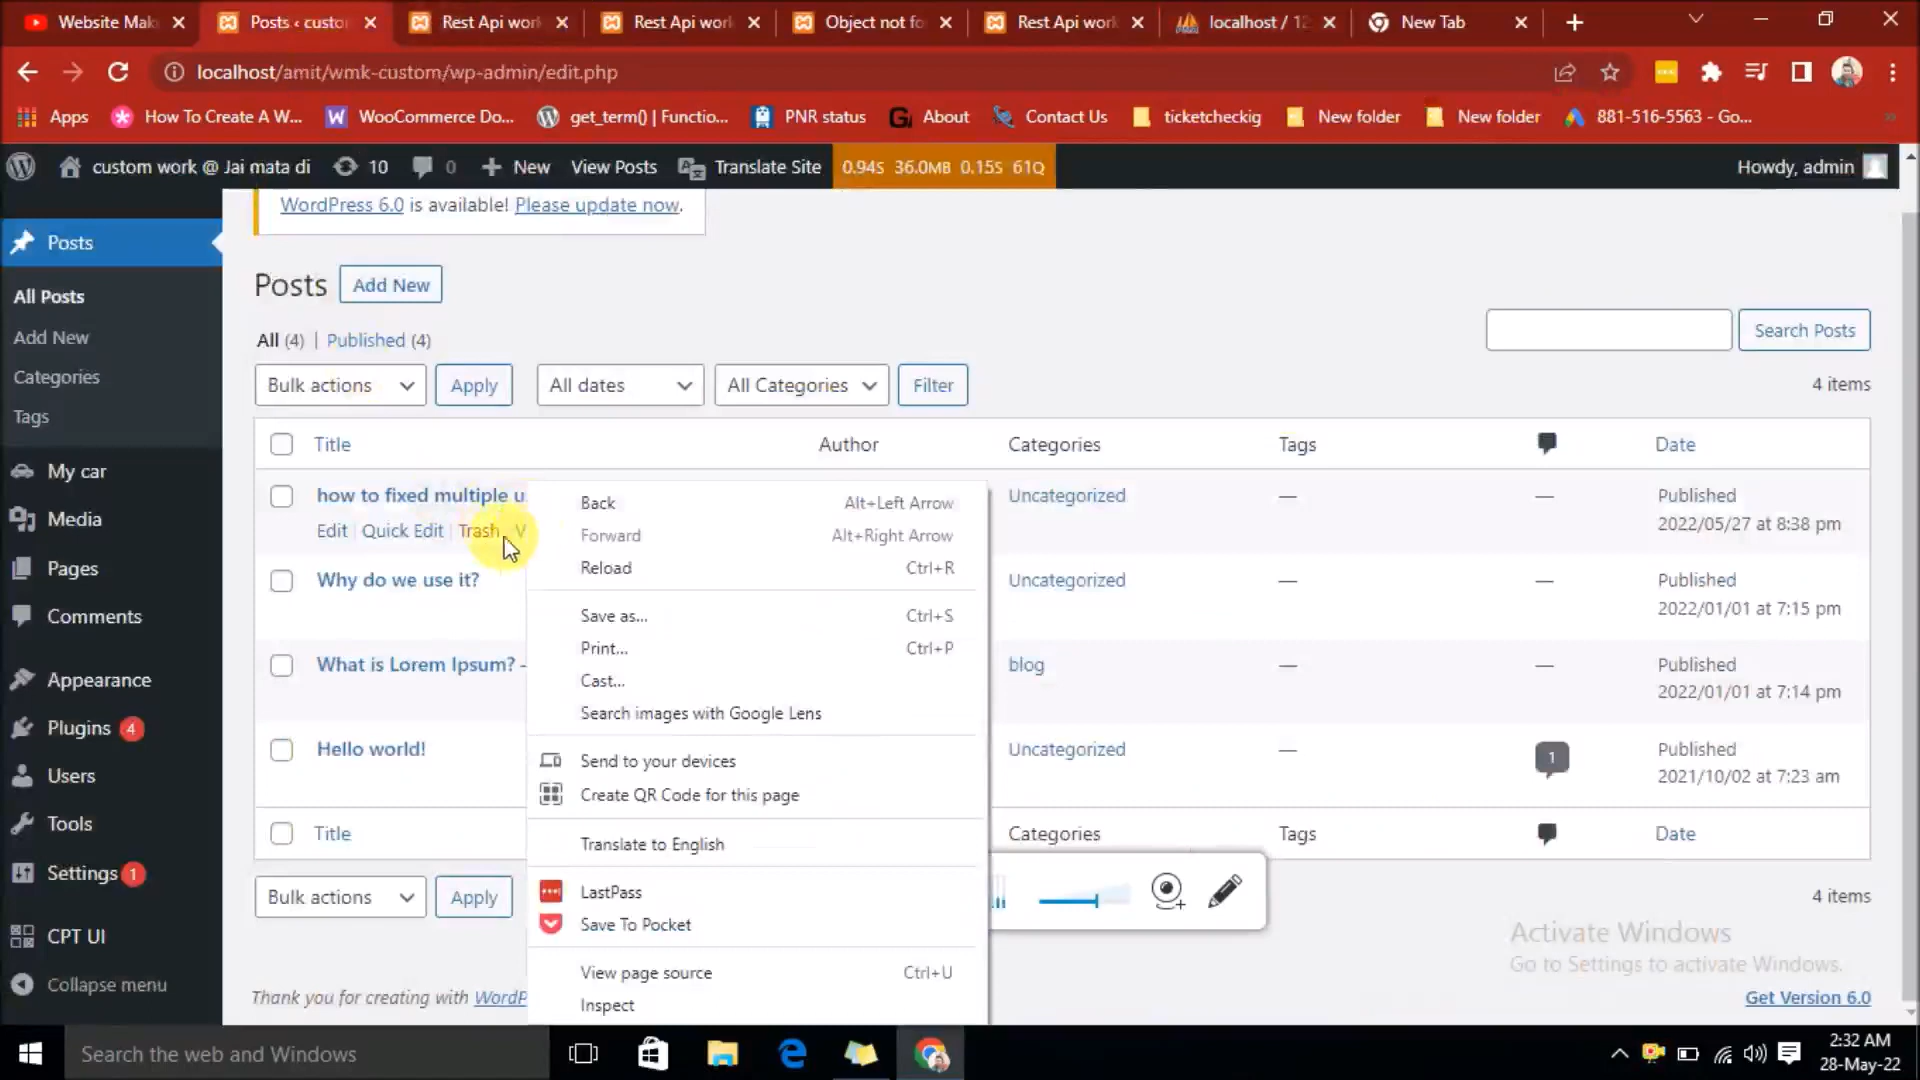 Website Mak
Posts ‹ custo
Rest Api wor
Rest Api wor
Object not fo
Rest Api wor
localhost / 12
New Tab
localhost/amit/wmk-custom/wp-admin/edit.php
Apps
How To Create A W...
WooCommerce Do...
get_term() | Functio...
PNR status
About
Contact Us
ticketcheckig
New folder
New folder
881-516-5563 - Go...
custom work @ Jai mata di
10
0
New
View Posts
Translate Site
0.94S 36.0MB 0.15S 61Q
Howdy, admin
WordPress 6.0 is available! Please update now.
Posts
All Posts
Add New
Categories
Tags
My car
Media
Pages
Comments
Appearance
Plugins 4
Users
Tools
Settings 1
CPT UI
Collapse menu
Posts Add New
All (4) | Published (4)
Search Posts
Bulk actions Apply All dates All Categories Filter
4 items
Title Author Categories Tags Date
how to fixed multiple u
Edit | Quick Edit | Trash V
Uncategorized — — Published
2022/05/27 at 8:38 pm
Why do we use it? Uncategorized — — Published
2022/01/01 at 7:15 pm
What is Lorem Ipsum? - blog — — Published
2022/01/01 at 7:14 pm
Hello world! Uncategorized — 1 Published
2021/10/02 at 7:23 am
Title Categories Tags Date
Bulk actions Apply
4 items
Back Alt+Left Arrow
Forward Alt+Right Arrow
Reload Ctrl+R
Save as... Ctrl+S
Print... Ctrl+P
Cast...
Search images with Google Lens
Send to your devices
Create QR Code for this page
Translate to English
LastPass
Save To Pocket
View page source Ctrl+U
Inspect
Activate Windows
Go to Settings to activate Windows.
Thank you for creating with WordP
Get Version 6.0
Search the web and Windows
2:32 AM
28-May-22